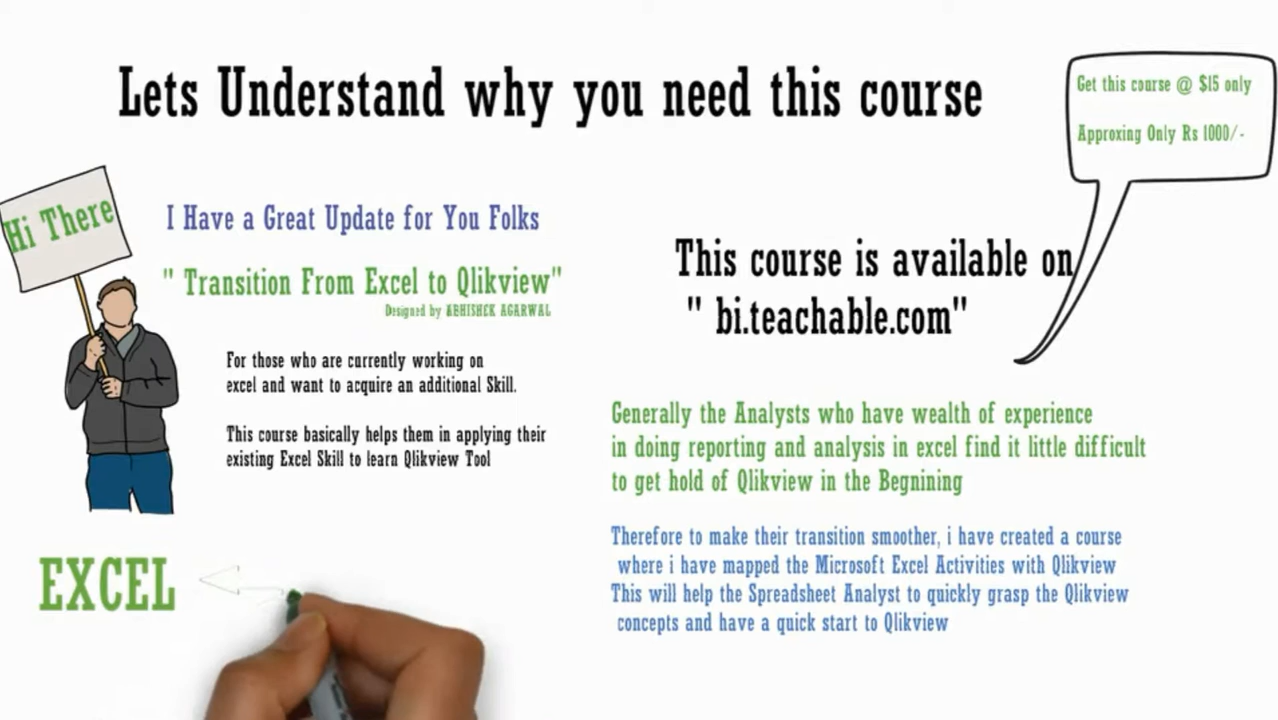 Lets Understand why you need this course
Get this course @ $15 only
Approxing Only Rs 1000/-
Hi There
I Have a Great Update for You Folks
" Transition From Excel to Qlikview"
Designed by ABHISHEK AGARWAL
For those who are currently working on
excel and want to acquire an additional Skill.
This course basically helps them in applying their
existing Excel Skill to learn Qlikview Tool
EXCEL
This course is available on
" bi.teachable.com"
Generally the Analysts who have wealth of experience
in doing reporting and analysis in excel find it little difficult
to get hold of Qlikview in the Begnining
Therefore to make their transition smoother, i have created a course
where i have mapped the Microsoft Excel Activities with Qlikview
This will help the Spreadsheet Analyst to quickly grasp the Qlikview
concepts and have a quick start to Qlikview